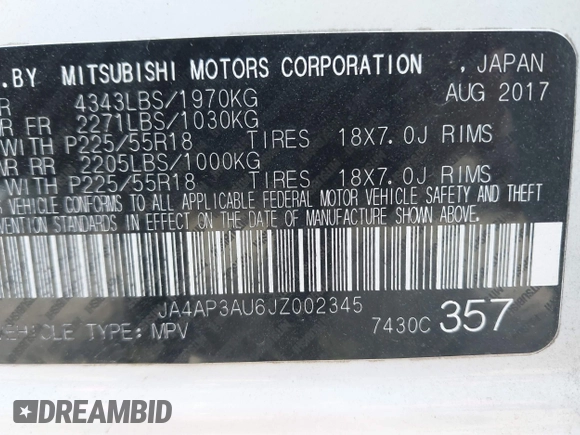 .BY MITSUBISHI MOTORS CORPORATION . JAPAN
R 4343LBS/1970KG AUG 2017
R FR 2271LBS/1030KG
WITH P225/55R18 TIRES 18X7.0J RIMS
R RR 2205LBS/1000KG
WITH P225/55R18 TIRES 18X7.0J RIMS
VEHICLE CONFORMS TO ALL APPLICABLE FEDERAL MOTOR VEHICLE SAFETY AND THEFT
VENTION STANDARDS IN EFFECT ON THE DATE OF MANUFACTURE SHOWN ABOVE.
JA4AP3AU6JZ002345
VEHICLE TYPE: MPV 7430C 357
DREAMBID